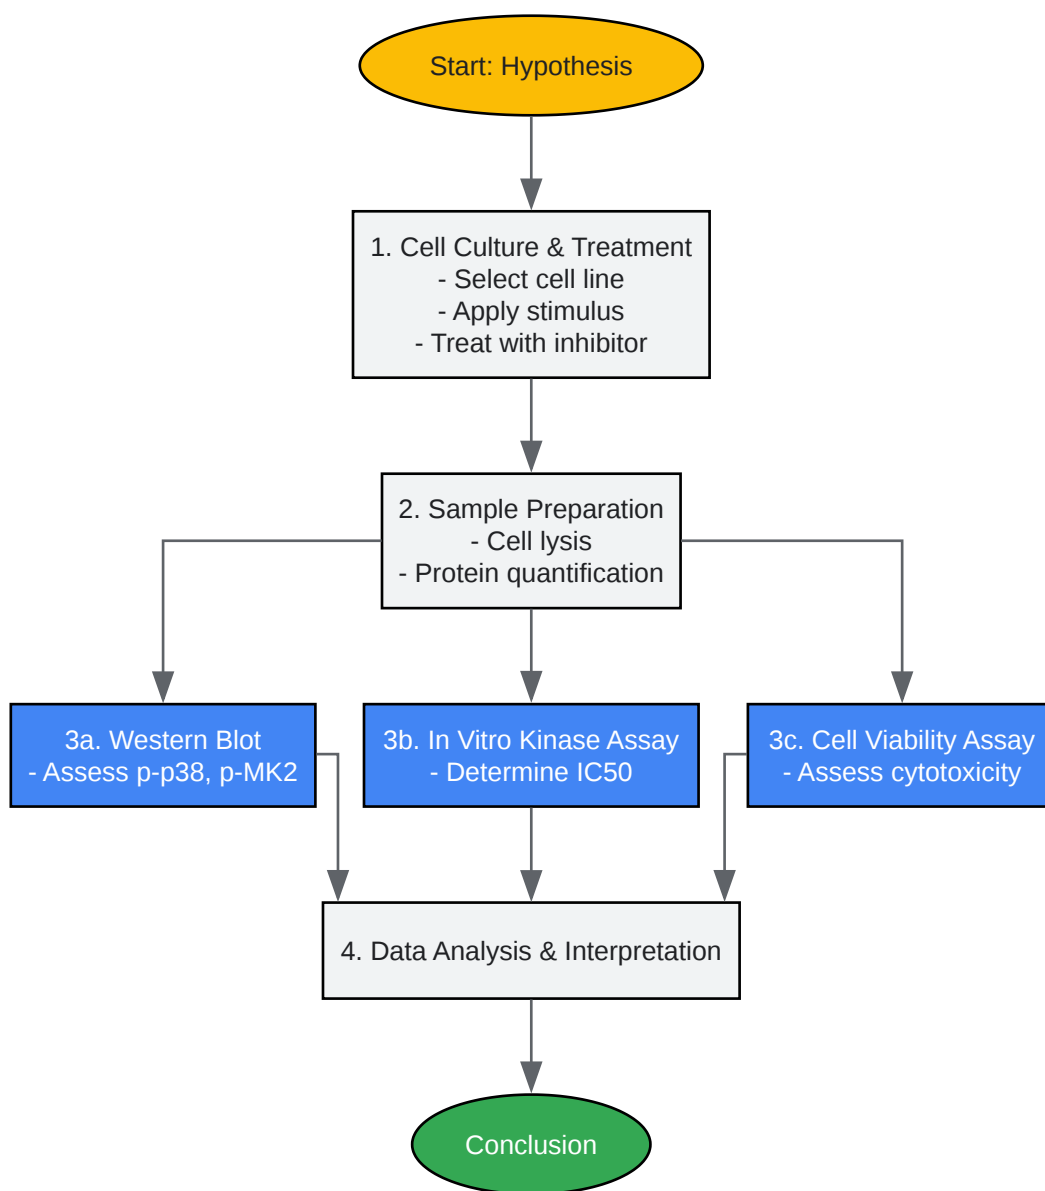 Start: Hypothesis
1. Cell Culture & Treatment
- Select cell line
- Apply stimulus
- Treat with inhibitor
2. Sample Preparation
- Cell lysis
- Protein quantification
3a. Western Blot
- Assess p-p38, p-MK2
3b. In Vitro Kinase Assay
- Determine IC50
3c. Cell Viability Assay
- Assess cytotoxicity
4. Data Analysis & Interpretation
Conclusion